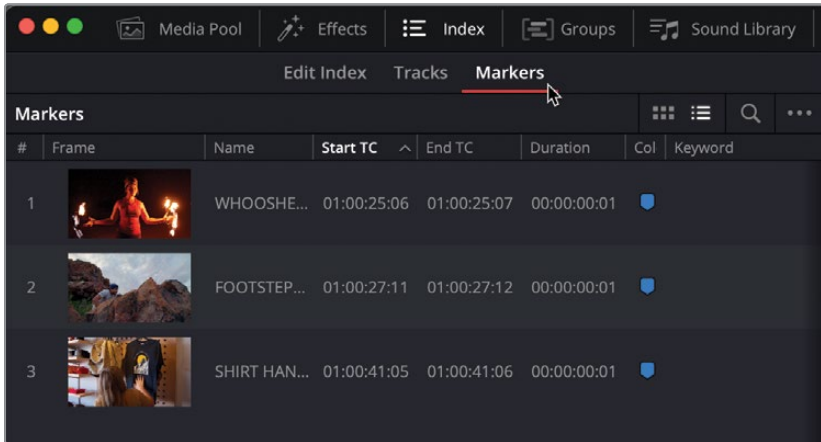 Media Pool Effects Index Groups Sound Library
Edit Index Tracks Markers
Markers
# Frame Name Start TC End TC Duration Col Keyword
1 WHOOSHE... 01:00:25:06 01:00:25:07 00:00:00:01
2 FOOTSTEP... 01:00:27:11 01:00:27:12 00:00:00:01
3 SHIRT HAN... 01:00:41:05 01:00:41:06 00:00:00:01